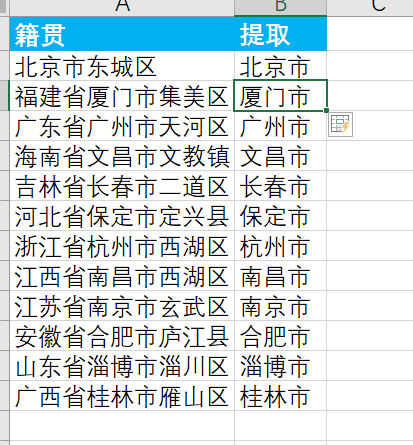 A B C
籍贯 提取
北京市东城区 北京市
福建省厦门市集美区 厦门市
广东省广州市天河区 广州市
海南省文昌市文教镇 文昌市
吉林省长春市二道区 长春市
河北省保定市定兴县 保定市
浙江省杭州市西湖区 杭州市
江西省南昌市西湖区 南昌市
江苏省南京市玄武区 南京市
安徽省合肥市庐江县 合肥市
山东省淄博市淄川区 淄博市
广西省桂林市雁山区 桂林市